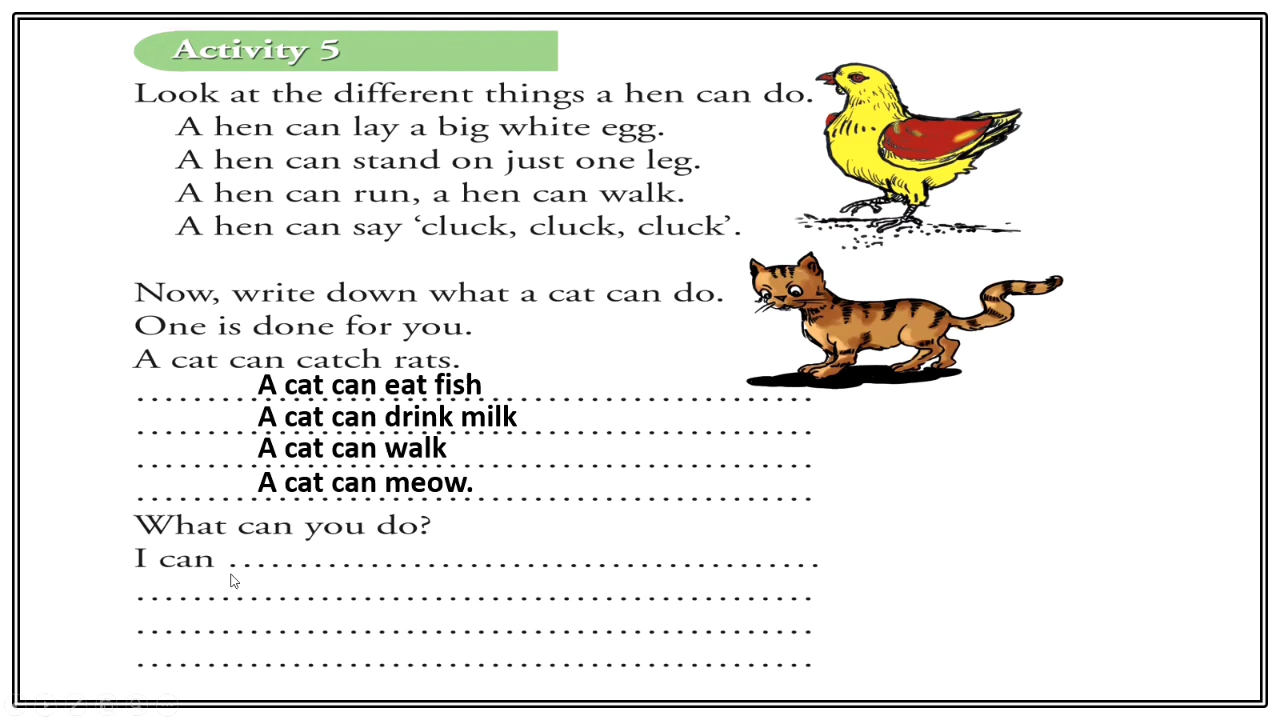 Activity 5
Look at the different things a hen can do.
A hen can lay a big white egg.
A hen can stand on just one leg.
A hen can run, a hen can walk.
A hen can say ‘cluck, cluck, cluck’.
Now, write down what a cat can do.
One is done for you.
A cat can catch rats.
A cat can eat fish
A cat can drink milk
A cat can walk
A cat can meow.
What can you do?
I can